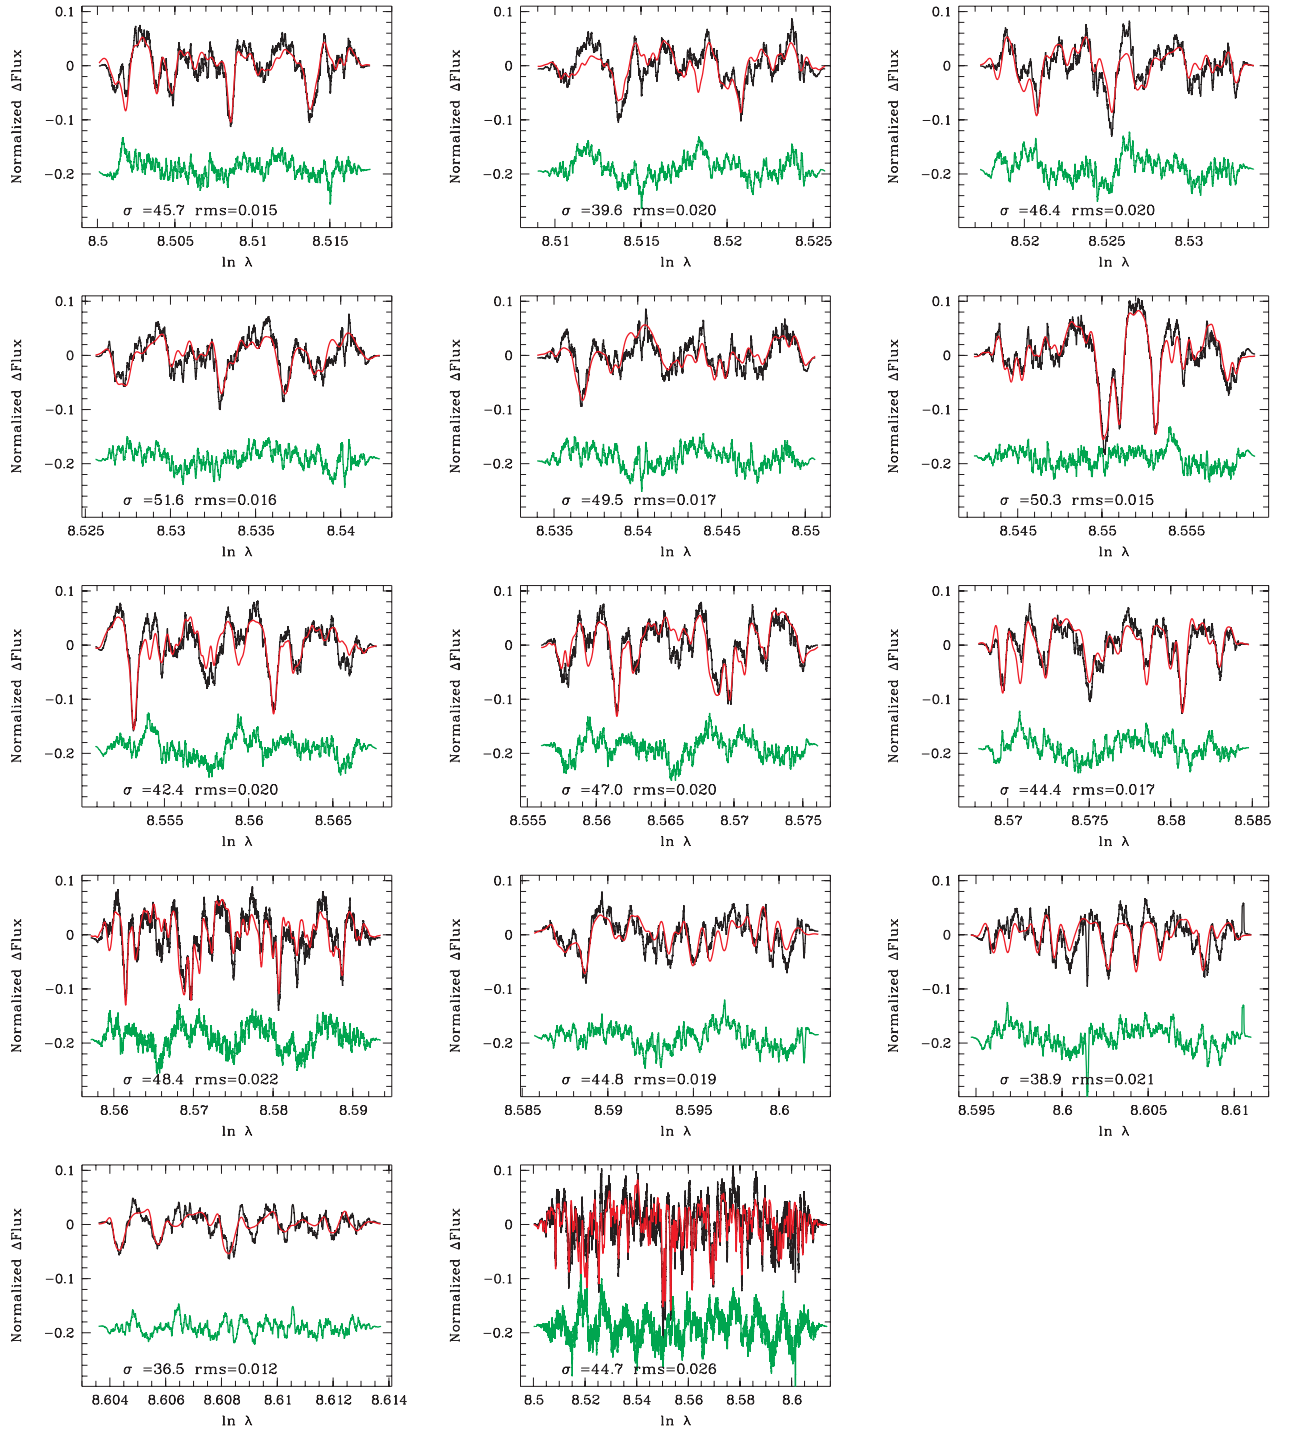 0.1
0
−0.1
−0.2
Normalized ΔFlux
σ =45.7 rms=0.015
8.5 8.505 8.51 8.515
ln λ
0.1
0
−0.1
−0.2
Normalized ΔFlux
σ =39.6 rms=0.020
8.51 8.515 8.52 8.525
ln λ
0.1
0
−0.1
−0.2
Normalized ΔFlux
σ =46.4 rms=0.020
8.52 8.525 8.53
ln λ
0.1
0
−0.1
−0.2
Normalized ΔFlux
σ =51.6 rms=0.016
8.525 8.53 8.535 8.54
ln λ
0.1
0
−0.1
−0.2
Normalized ΔFlux
σ =49.5 rms=0.017
8.535 8.54 8.545 8.55
ln λ
0.1
0
−0.1
−0.2
Normalized ΔFlux
σ =50.3 rms=0.015
8.545 8.55 8.555
ln λ
0.1
0
−0.1
−0.2
Normalized ΔFlux
σ =42.4 rms=0.020
8.555 8.56 8.565
ln λ
0.1
0
−0.1
−0.2
Normalized ΔFlux
σ =47.0 rms=0.020
8.555 8.56 8.565 8.57 8.575
ln λ
0.1
0
−0.1
−0.2
Normalized ΔFlux
σ =44.4 rms=0.017
8.57 8.575 8.58 8.585
ln λ
0.1
0
−0.1
−0.2
Normalized ΔFlux
σ =48.4 rms=0.022
8.56 8.57 8.58 8.59
ln λ
0.1
0
−0.1
−0.2
Normalized ΔFlux
σ =44.8 rms=0.019
8.585 8.59 8.595 8.6
ln λ
0.1
0
−0.1
−0.2
Normalized ΔFlux
σ =38.9 rms=0.021
8.595 8.6 8.605 8.61
ln λ
0.1
0
−0.1
−0.2
Normalized ΔFlux
σ =36.5 rms=0.012
8.604 8.606 8.608 8.61 8.612 8.614
ln λ
0.1
0
−0.1
−0.2
Normalized ΔFlux
σ =44.7 rms=0.026
8.5 8.52 8.54 8.56 8.58 8.6
ln λ